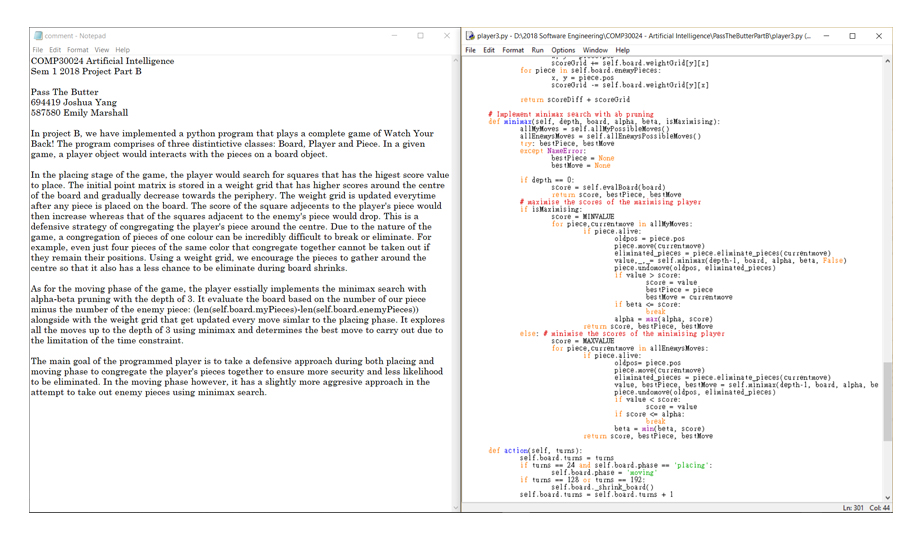 comment - Notepad
File Edit Format View Help
COMP30024 Artificial Intelligence
Sem 1 2018 Project Part B
Pass The Butter
694419 Joshua Yang
587580 Emily Marshall
In project B, we have implemented a python program that plays a complete game of Watch Your
Back! The program comprises of three distintictive classes: Board, Player and Piece. In a given
game, a player object would interacts with the pieces on a board object.
In the placing stage of the game, the player would search for squares that has the higest score value
to place. The initial point matrix is stored in a weight grid that has higher scores around the centre
of the board and gradually decrease towards the periphery. The weight grid is updated everytime
after any piece is placed on the board. The score of the square adjecents to the player's piece would
then increase whereas that of the squares adjacent to the enemy's piece would drop. This is a
defensive strategy of congregating the player's piece around the centre. Due to the nature of the
game, a congregation of pieces of one colour can be incredibly difficult to break or eliminate. For
example, even just four pieces of the same color that congregate together cannot be taken out if
they remain their positions. Using a weight grid, we encourage the pieces to gather around the
centre so that it also has a less chance to be eliminate during board shrinks.
As for the moving phase of the game, the player esstially implements the minimax search with
alpha-beta pruning with the depth of 3. It evaluate the board based on the number of our piece
minus the number of the enemy piece: (len(self.board.myPieces)-len(self.board.enemyPieces))
alongside with the weight grid that get updated every move similar to the placing phase. It explores
all the moves up to the depth of 3 using minimax and determines the best move to carry out due to
the limitation of the time constraint.
The main goal of the programmed player is to take a defensive approach during both placing and
moving phase to congregate the player's pieces together to ensure more security and less likelihood
to be eliminated. In the moving phase however, it has a slightly more aggresive approach in the
attempt to take out enemy pieces using minimax search.
player3.py - D:\2018 Software Engineering\COMP30024 - Artificial Intelligence\PassTheButterPartB\player3.py (...
File Edit Format Run Options Window Help
x, y = piece.pos
scoreGrid += self.board.weightGrid[y][x]
for piece in self.board.enemyPieces:
x, y = piece.pos
scoreGrid -= self.board.weightGrid[y][x]
return scoreDiff + scoreGrid
# Implement minimax search with ab pruning
def minimax(self, depth, board, alpha, beta, isMaximising):
allMyMoves = self.allMyPossibleMoves()
allEnemysMoves = self.allEnemysPossibleMoves()
try: bestPiece, bestMove
except NameError:
bestPiece = None
bestMove = None
if depth == 0:
score = self.evalBoard(board)
return score, bestPiece, bestMove
# maximise the scores of the maximising player
if isMaximising:
score = MINVALUE
for piece,currentmove in allMyMoves:
if piece.alive:
oldpos = piece.pos
piece.move(currentmove)
eliminated_pieces = piece.eliminate_pieces(currentmove)
value,_,_= self.minimax(depth-1, board, alpha, beta, False)
piece.undomove(oldpos, eliminated_pieces)
if value > score:
score = value
bestPiece = piece
bestMove = currentmove
if beta <= score:
break
alpha = max(alpha, score)
return score, bestPiece, bestMove
else: # minimise the scores of the minimising player
score = MAXVALUE
for piece,currentmove in allEnemysMoves:
if piece.alive:
oldpos= piece.pos
piece.move(currentmove)
eliminated_pieces = piece.eliminate_pieces(currentmove)
value, bestPiece, bestMove = self.minimax(depth-1, board, alpha, be
piece.undomove(oldpos, eliminated_pieces)
if value < score:
score = value
if score <= alpha:
break
beta = min(beta, score)
return score, bestPiece, bestMove
def action(self, turns):
self.board.turns = turns
if turns == 24 and self.board.phase == 'placing':
self.board.phase = 'moving'
if turns == 128 or turns == 192:
self.board._shrink_board()
self.board.turns = self.board.turns + 1
Ln: 301 Col: 44